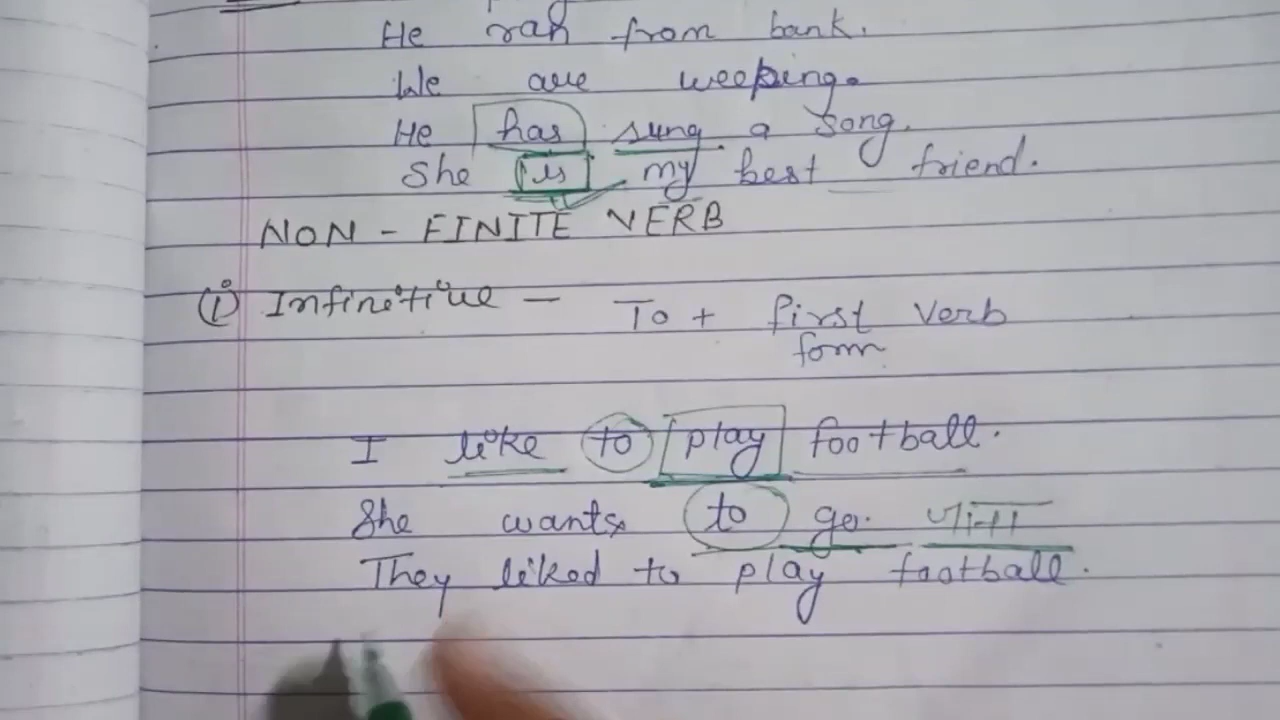 He ran from bank.
We are weeping.
He has sung a song.
She is my best friend.
NON - FINITE VERB
(i) Infinitive - To + first verb
form
I like to play football.
She wants to go.
They liked to play football.